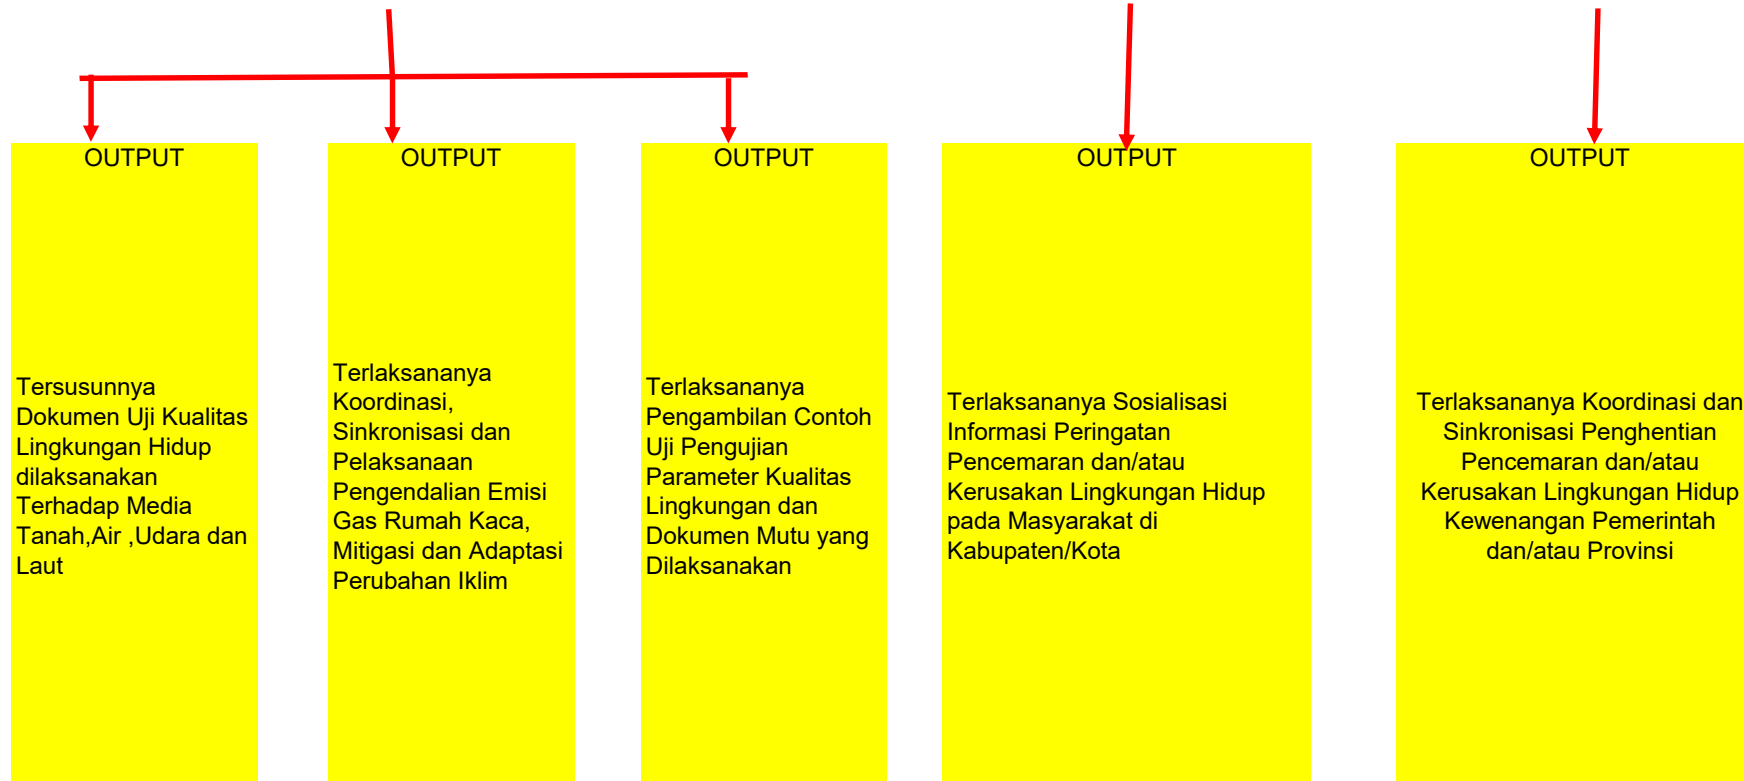 OUTPUT
Tersusunnya
Dokumen Uji Kualitas
Lingkungan Hidup
dilaksanakan
Terhadap Media
Tanah,Air ,Udara dan
Laut
OUTPUT
Terlaksananya
Koordinasi,
Sinkronisasi dan
Pelaksanaan
Pengendalian Emisi
Gas Rumah Kaca,
Mitigasi dan Adaptasi
Perubahan Iklim
OUTPUT
Terlaksananya
Pengambilan Contoh
Uji Pengujian
Parameter Kualitas
Lingkungan dan
Dokumen Mutu yang
Dilaksanakan
OUTPUT
Terlaksananya Sosialisasi
Informasi Peringatan
Pencemaran dan/atau
Kerusakan Lingkungan Hidup
pada Masyarakat di
Kabupaten/Kota
OUTPUT
Terlaksananya Koordinasi dan
Sinkronisasi Penghentian
Pencemaran dan/atau
Kerusakan Lingkungan Hidup
Kewenangan Pemerintah
dan/atau Provinsi